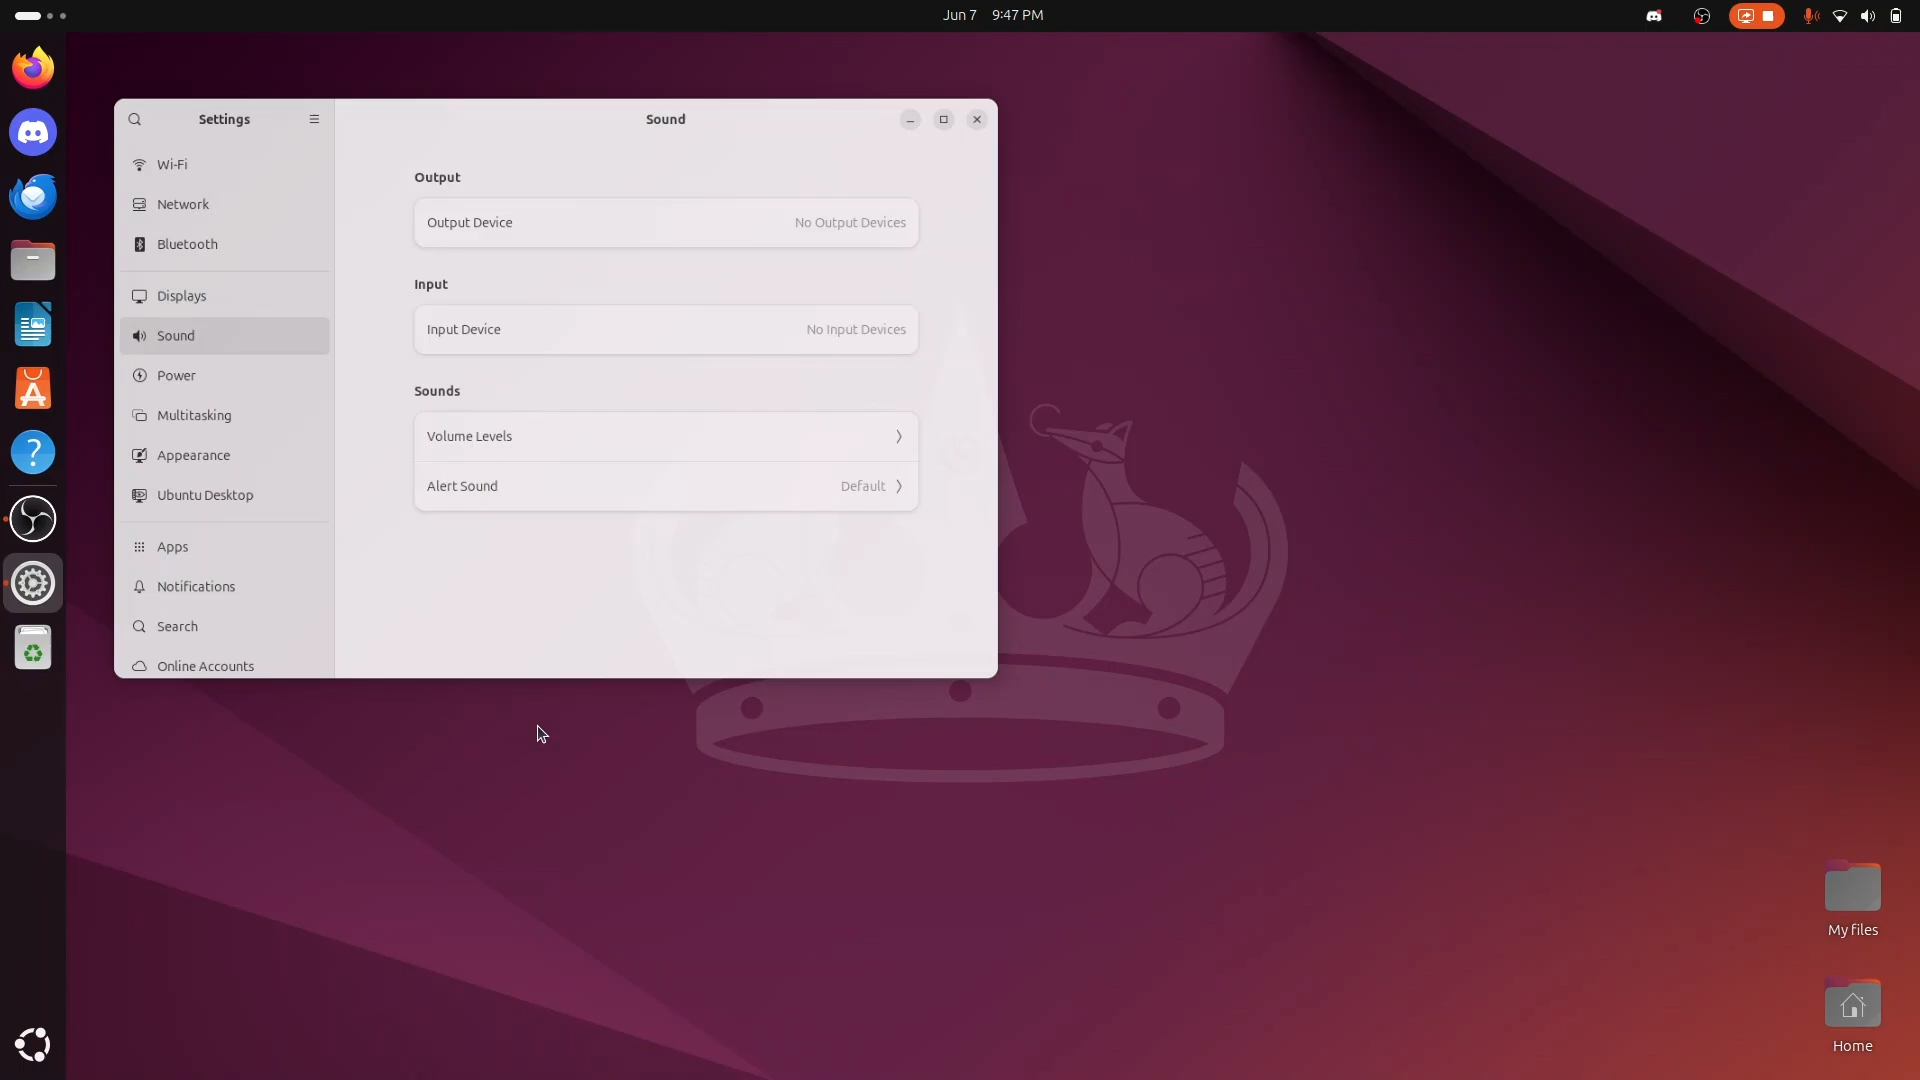 Jun 7 9:47 PM
Settings
Sound
Wi-Fi
Network
Bluetooth
Displays
Sound
Power
Multitasking
Appearance
Ubuntu Desktop
Apps
Notifications
Search
Online Accounts
Output
Output Device No Output Devices
Input
Input Device No Input Devices
Sounds
Volume Levels
Alert Sound Default
My files
Home